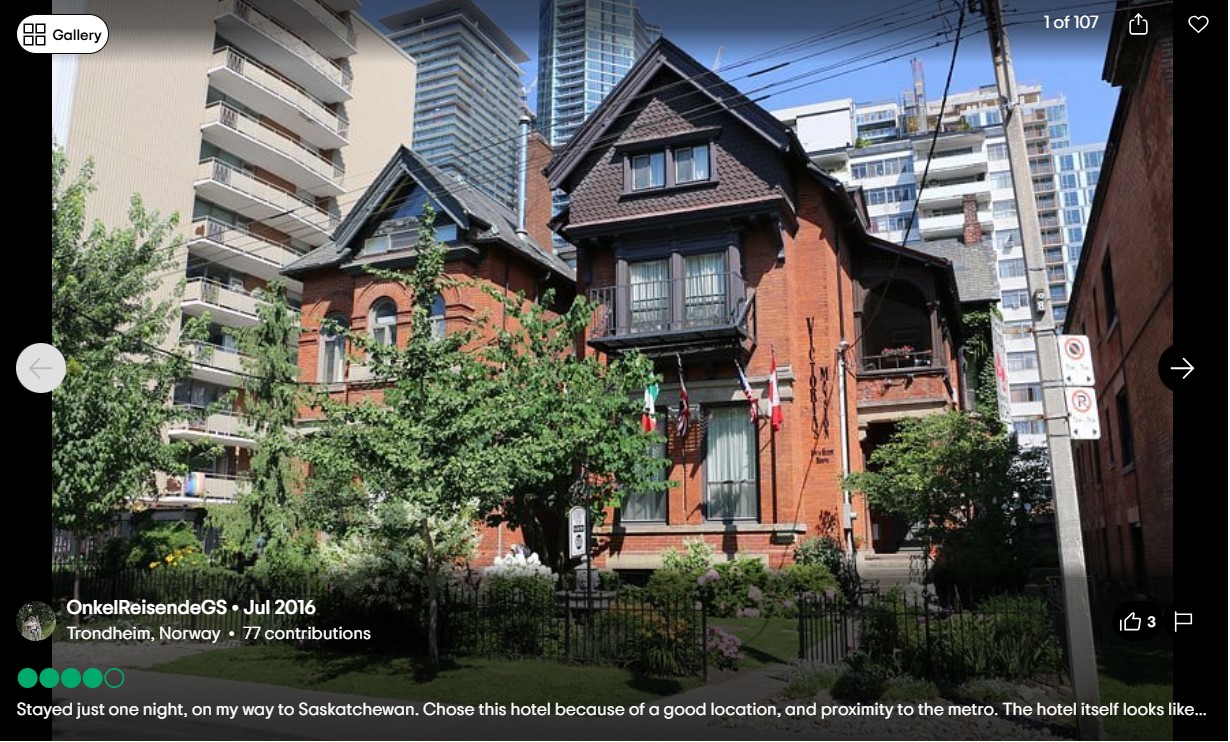 Gallery
1 of 107
VICTORIA'S
MANSION
P
OnkelReisendeGS • Jul 2016
Trondheim, Norway • 77 contributions
3
Stayed just one night, on my way to Saskatchewan. Chose this hotel because of a good location, and proximity to the metro. The hotel itself looks like...